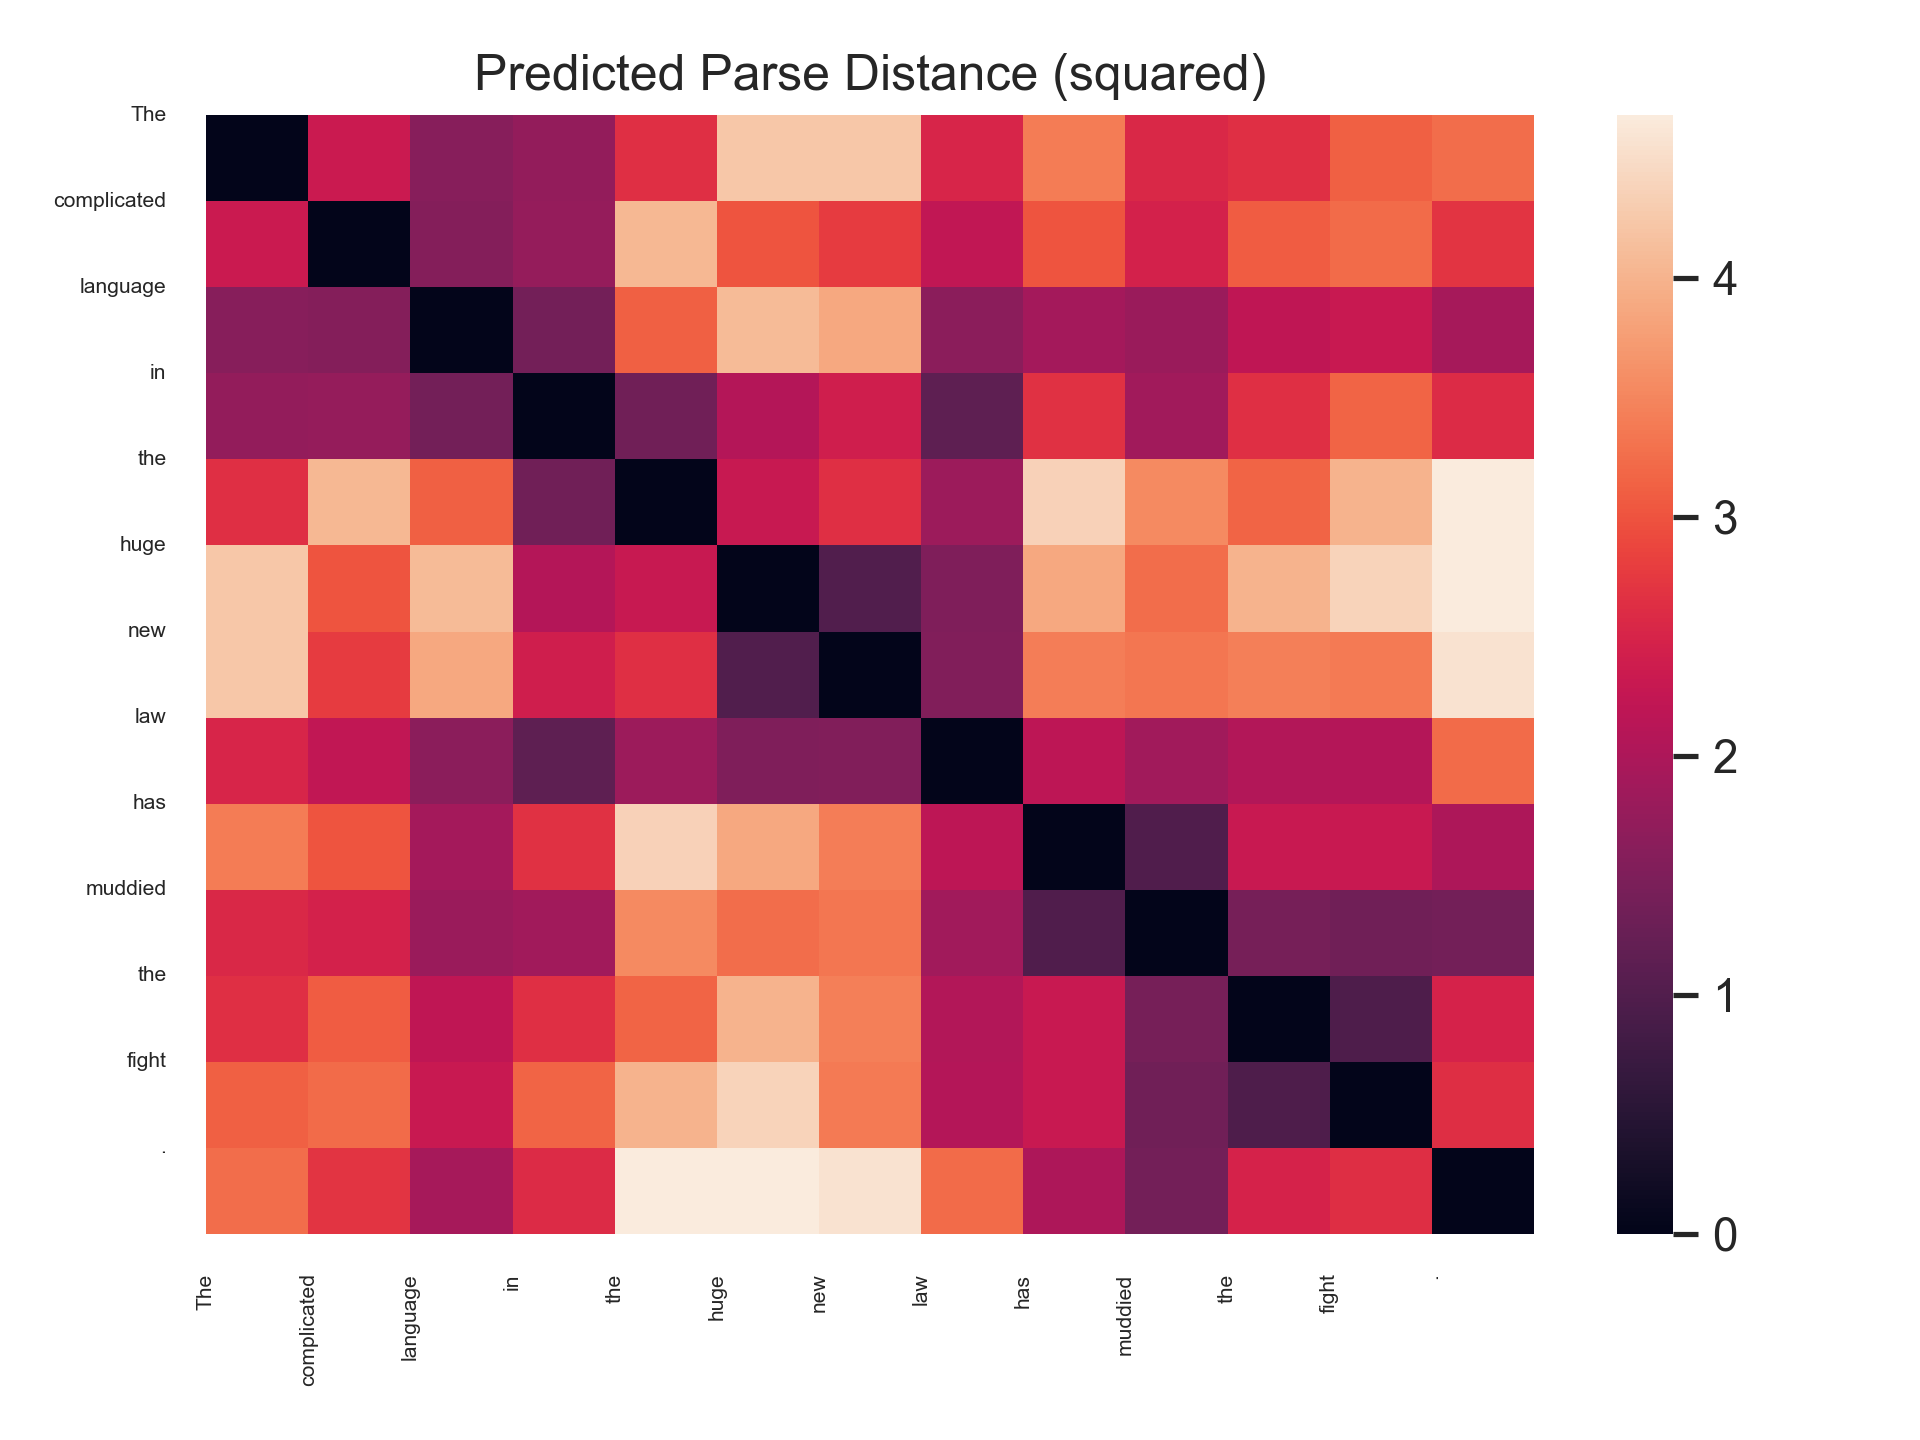 Predicted Parse Distance (squared)
The
complicated
language
in
the
huge
new
law
has
muddied
the
fight
.
4
3
2
1
0
The
complicated
language
in
the
huge
new
law
has
muddied
the
fight
.